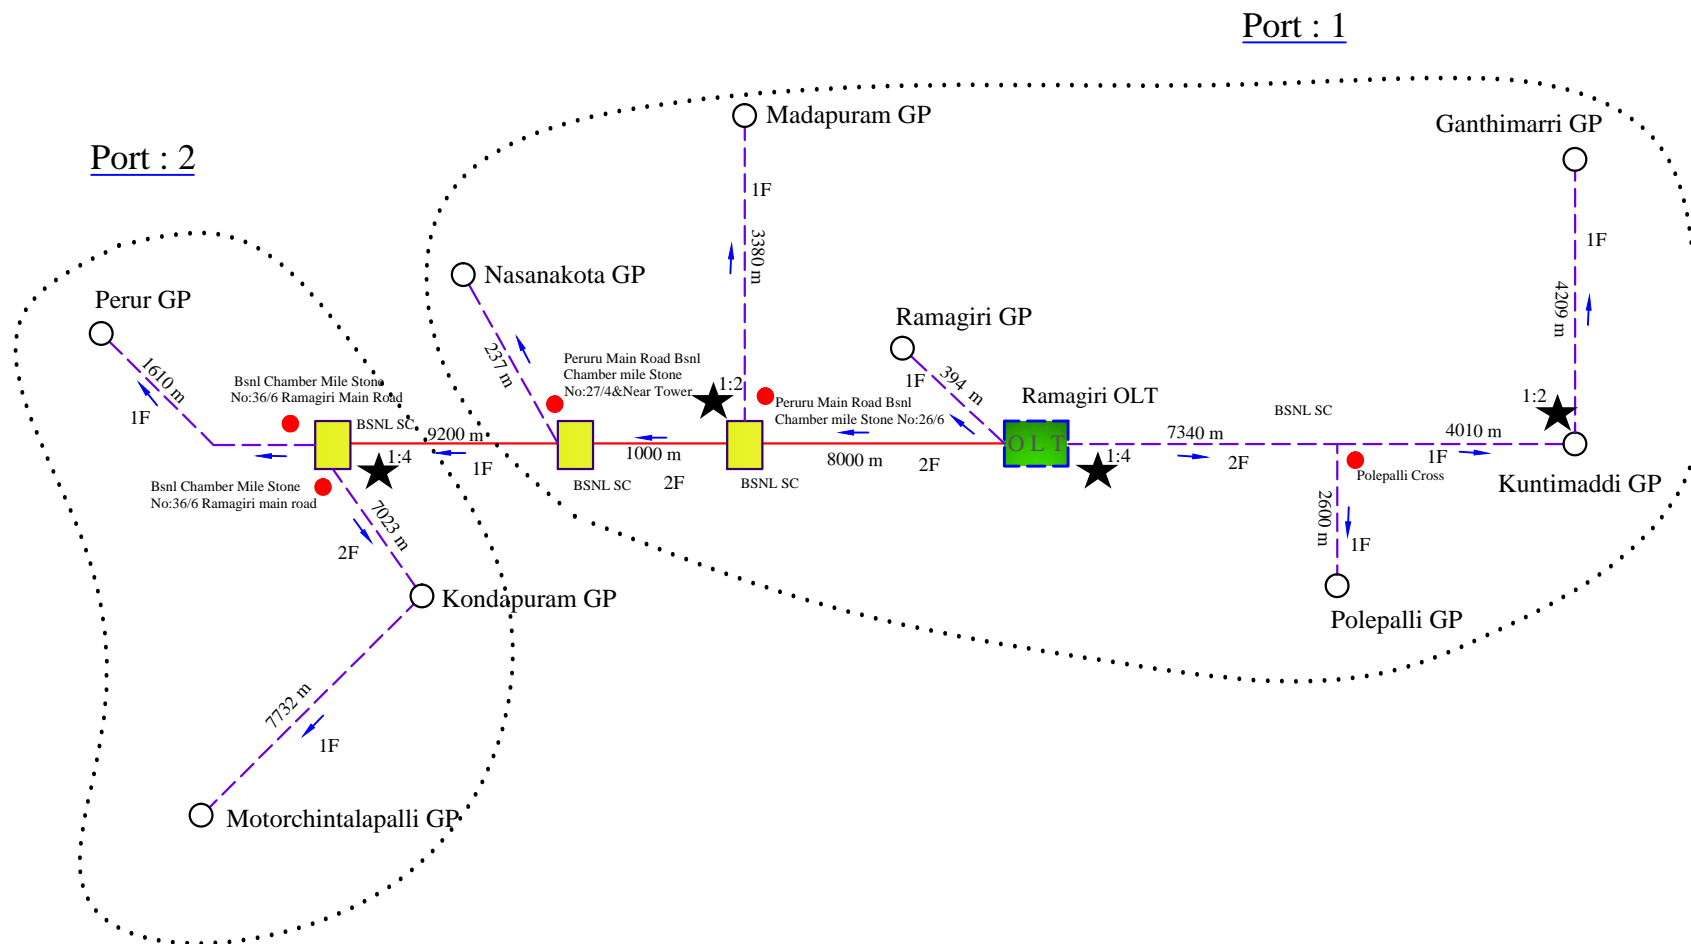 Port : 1
Port : 2
Madapuram GP
Ganthimarri GP
1F
3380 m
1F
4209 m
Nasanakota GP
237 m
Perur GP
1610 m
1F
Ramagiri GP
1F
394 m
Ramagiri OLT
O L T
1:4
Peruru Main Road Bsnl
Chamber mile Stone
No:27/4&Near Tower
1:2
Peruru Main Road Bsnl
Chamber mile Stone No:26/6
Bsnl Chamber Mile Stone
No:36/6 Ramagiri Main Road
BSNL SC
1:4
9200 m
1F
1000 m
2F
8000 m
2F
BSNL SC
BSNL SC
BSNL SC
7340 m
2F
4010 m
1F
1:2
Polepalli Cross
Kuntimaddi GP
2600 m
1F
Polepalli GP
Bsnl Chamber Mile Stone
No:36/6 Ramagiri main road
7023 m
2F
Kondapuram GP
7732 m
1F
Motorchintalapalli GP